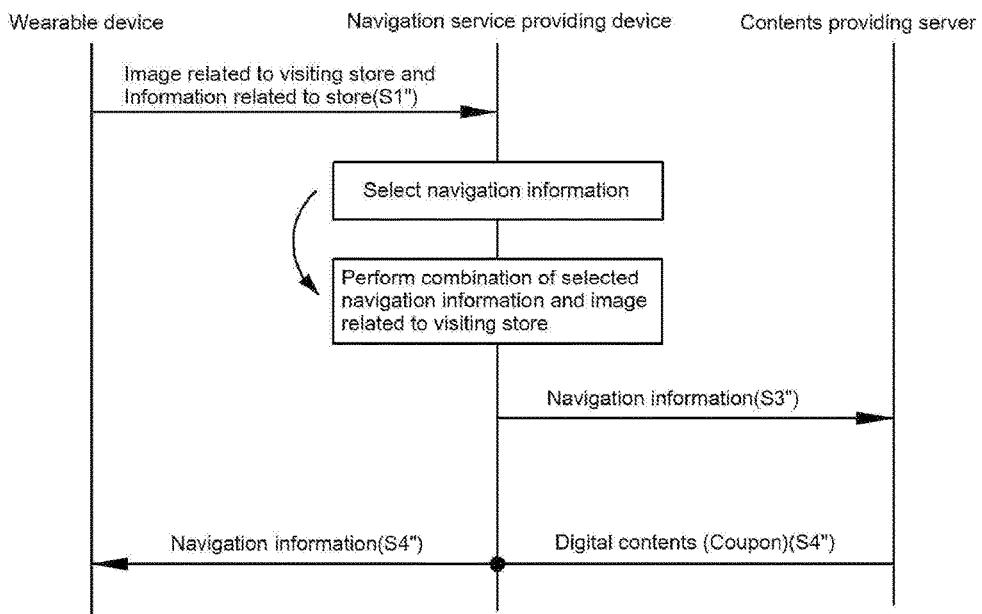 Wearable device
Navigation service providing device
Contents providing server
Image related to visiting store and
Information related to store(S1")
Select navigation information
Perform combination of selected
navigation information and image
related to visiting store
Navigation information(S3")
Navigation information(S4")
Digital contents (Coupon)(S4")